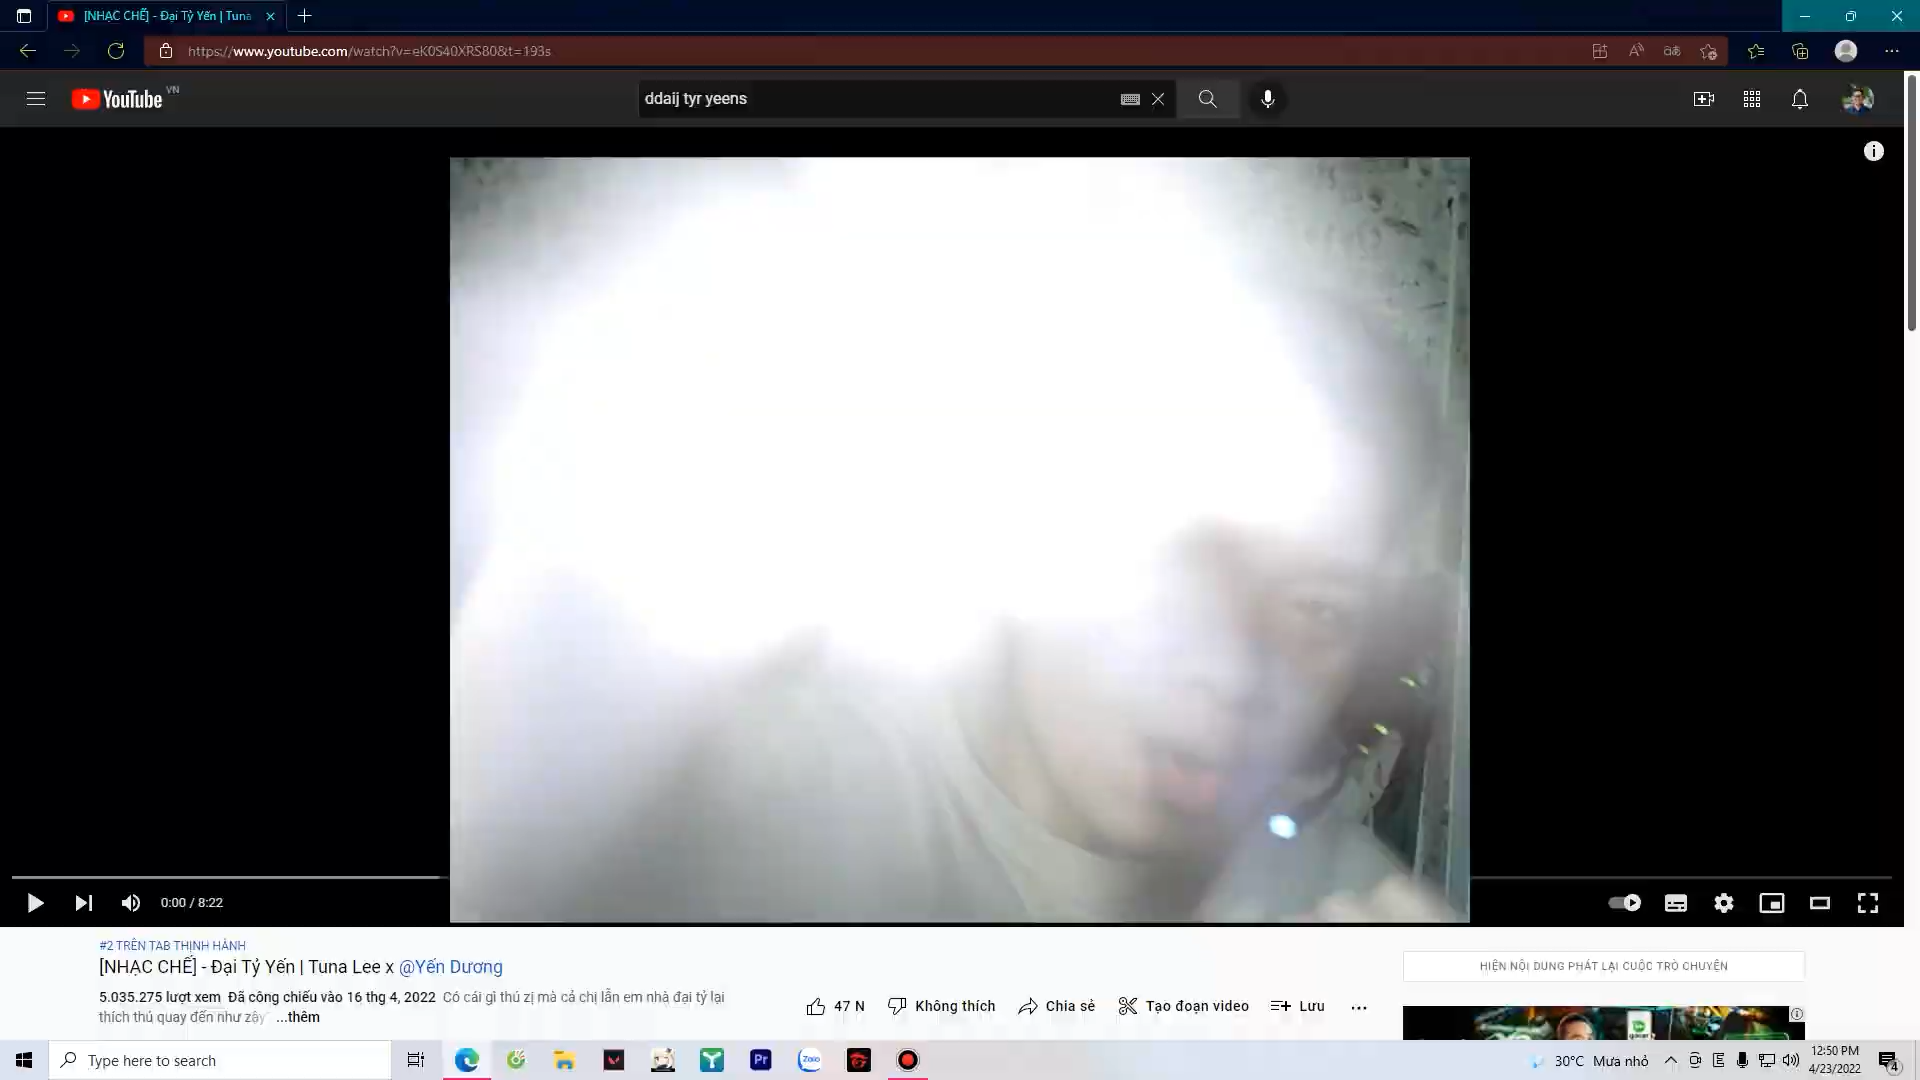 [NHẠC CHẾ] - Đại Tỷ Yến | Tuna
https://www.youtube.com/watch?v=eK0S40XRS80&t=193s
YouTube VN
ddaij tyr yeens
0:00 / 8:22
#2 TRÊN TAB THỊNH HÀNH
[NHẠC CHẾ] - Đại Tỷ Yến | Tuna Lee x @Yến Dương
5.035.275 lượt xem Đã công chiếu vào 16 thg 4, 2022 Có cái gì thú zị mà cả chị lẫn em nhà đại tỷ lại
thích thú quay đến như zậy ...thêm
47 N
Không thích
Chia sẻ
Tạo đoạn video
Lưu
HIỆN NỘI DUNG PHÁT LẠI CUỘC TRÒ CHUYỆN
Type here to search
Pr
Zalo
30°C Mưa nhỏ
E
12:50 PM
4/23/2022
4